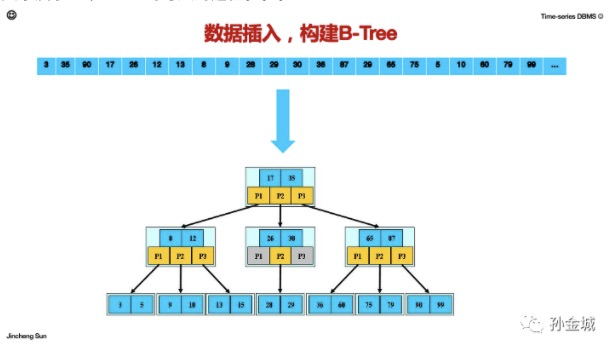 Time-series DBMS
数据插入，构建B-Tree
3 35 90 17 26 12 13 8 9 28 29 30 36 87 29 65 75 5 10 60 79 99 ...
17 35
P1 P2 P3
8 12 26 30 65 87
P1 P2 P3 P1 P2 P3 P1 P2 P3
3 5 9 10 13 15 28 29 36 60 75 79 90 99
孙金城
Jincheng Sun